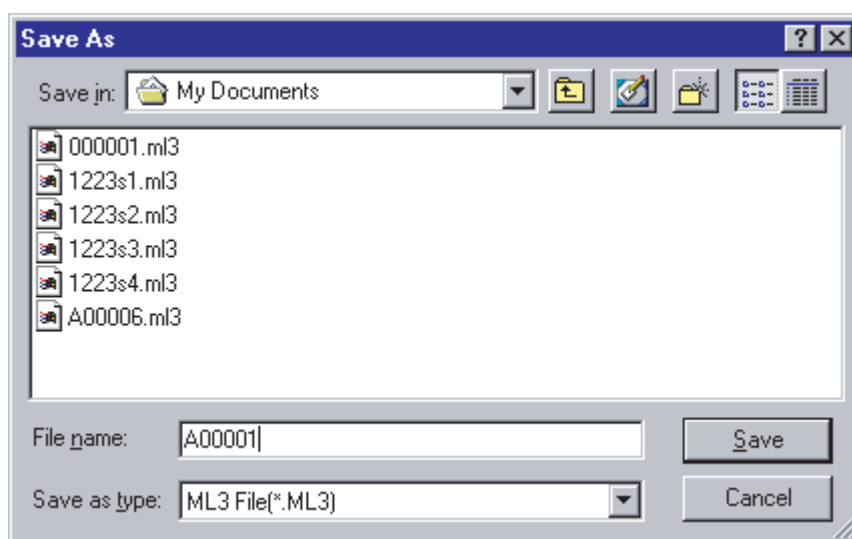 Save As
Save in: My Documents
000001.ml3
1223s1.ml3
1223s2.ml3
1223s3.ml3
1223s4.ml3
A00006.ml3
File name: A00001 Save
Save as type: ML3 File(*.ML3) Cancel